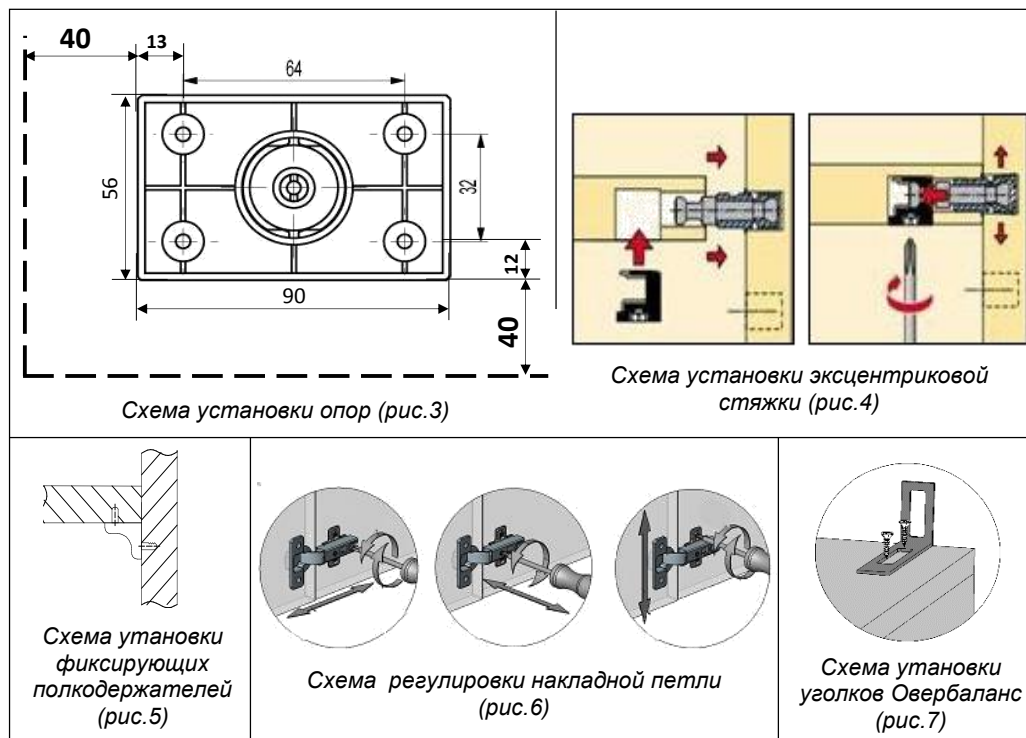 40
13
64
56
32
12
90
40
Схема установки опор (рис.3)
Схема установки эксцентриковой
стяжки (рис.4)
Схема утановки
фиксирующих
полкодержателей
(рис.5)
Схема регулировки накладной петли
(рис.6)
Схема утановки
уголков Овербаланс
(рис.7)